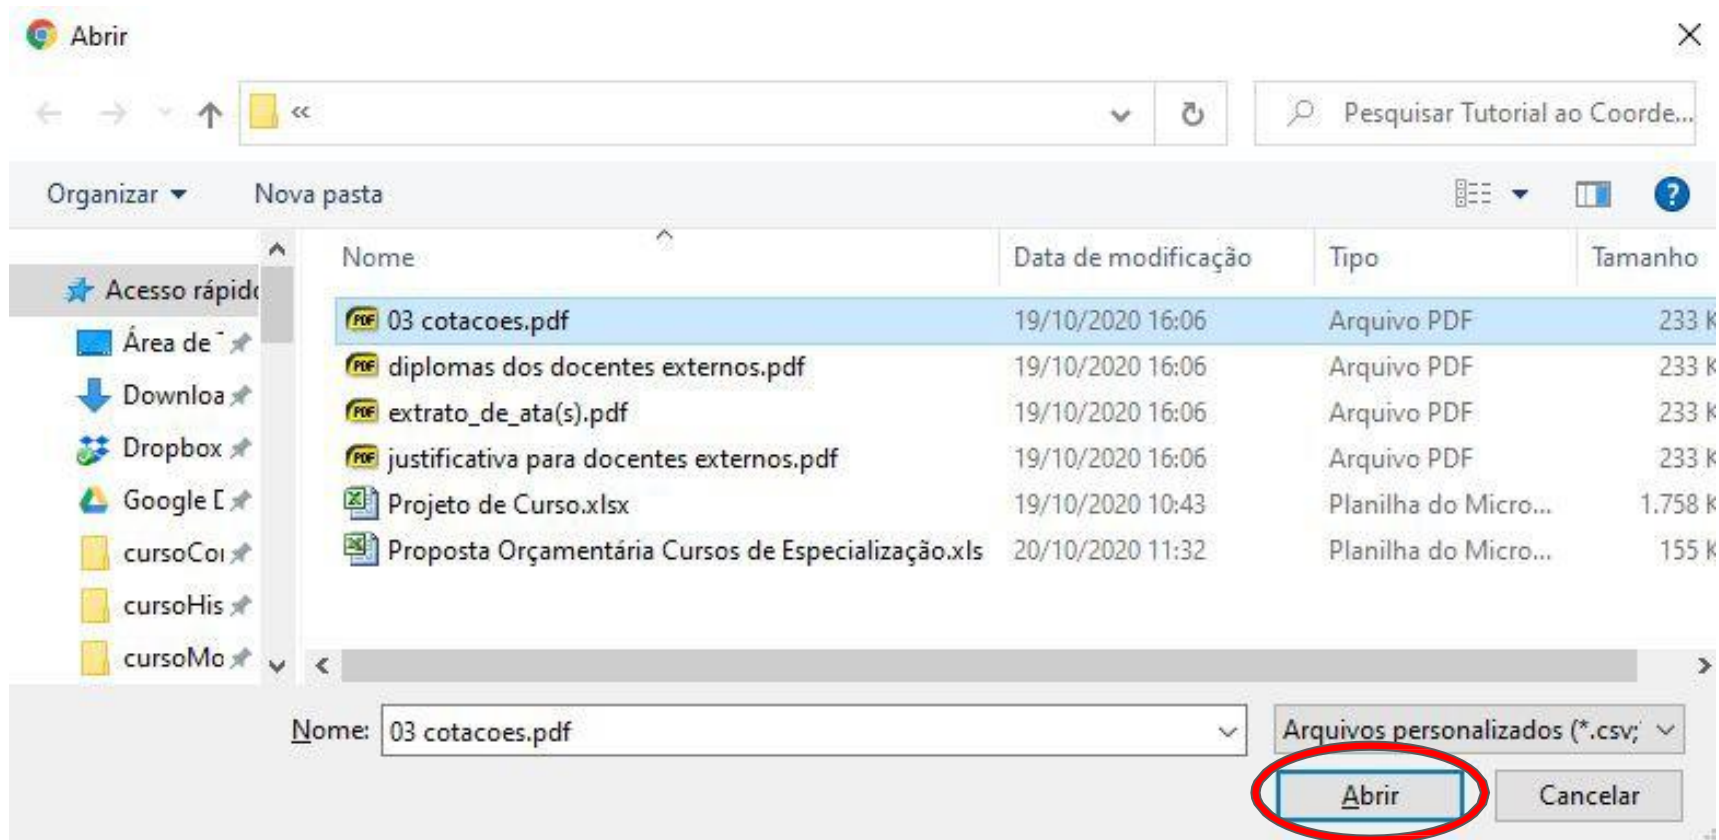 Abrir
«
Pesquisar Tutorial ao Coorde...
Organizar
Nova pasta
?
Nome
Data de modificação
Tipo
Tamanho
Acesso rápido
Área de T
Downloa
Dropbox
Google D
cursoCor
cursoHis
cursoMo
PDF 03 cotacoes.pdf 19/10/2020 16:06 Arquivo PDF 233 K
PDF diplomas dos docentes externos.pdf 19/10/2020 16:06 Arquivo PDF 233 K
PDF extrato_de_ata(s).pdf 19/10/2020 16:06 Arquivo PDF 233 K
PDF justificativa para docentes externos.pdf 19/10/2020 16:06 Arquivo PDF 233 K
Projeto de Curso.xlsx 19/10/2020 10:43 Planilha do Micro... 1.758 K
Proposta Orçamentária Cursos de Especialização.xls 20/10/2020 11:32 Planilha do Micro... 155 K
Nome: 03 cotacoes.pdf
Arquivos personalizados (*.csv;
Abrir
Cancelar